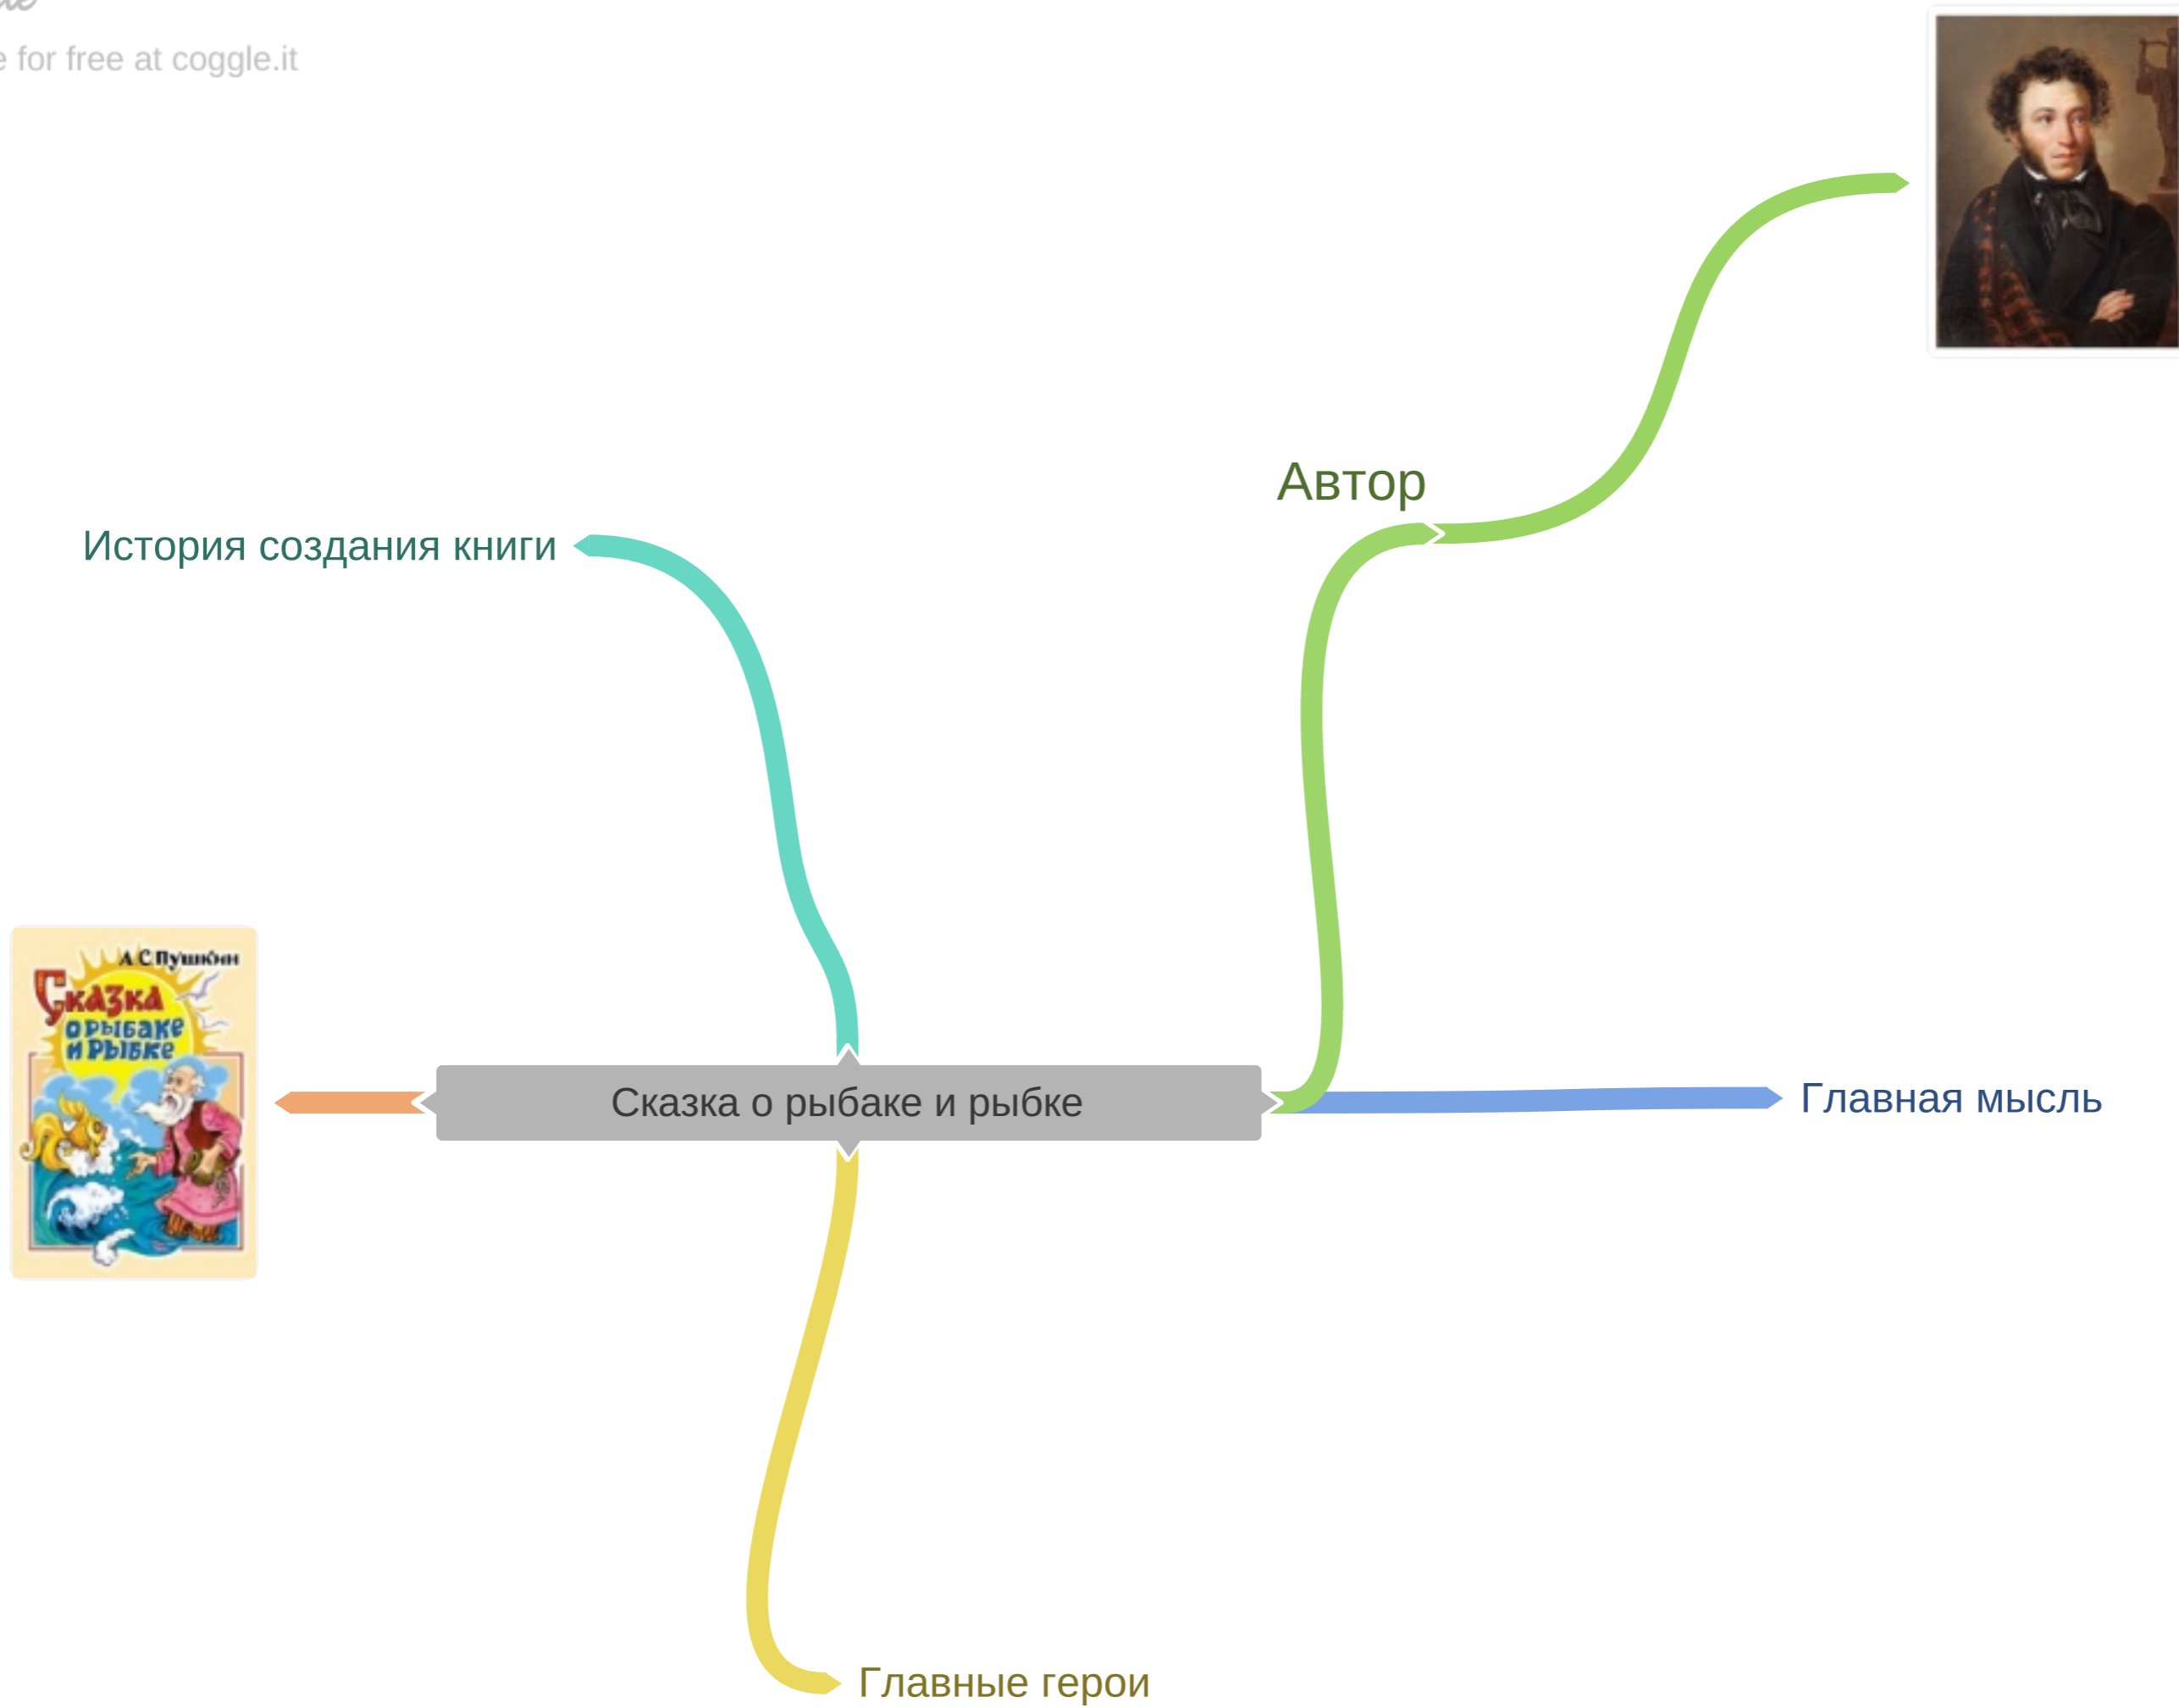 for free at coggle.it
Автор
История создания книги
А С Пушкин
Сказка
о рыбаке
и рыбке
Сказка о рыбаке и рыбке
Главная мысль
Главные герои